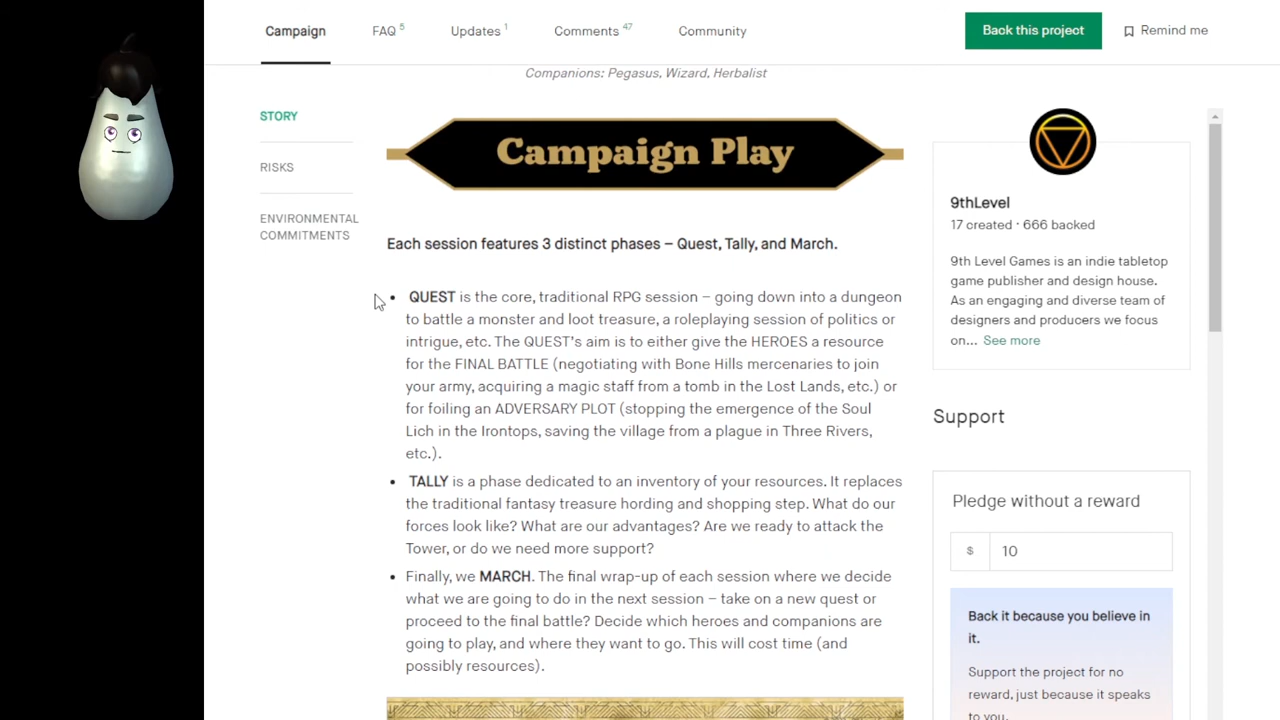 Campaign
FAQ 5
Updates 1
Comments 47
Community
Back this project
Remind me
Companions: Pegasus, Wizard, Herbalist
STORY
RISKS
ENVIRONMENTAL
COMMITMENTS
Campaign Play
Each session features 3 distinct phases – Quest, Tally, and March.
• QUEST is the core, traditional RPG session – going down into a dungeon
to battle a monster and loot treasure, a roleplaying session of politics or
intrigue, etc. The QUEST's aim is to either give the HEROES a resource
for the FINAL BATTLE (negotiating with Bone Hills mercenaries to join
your army, acquiring a magic staff from a tomb in the Lost Lands, etc.) or
for foiling an ADVERSARY PLOT (stopping the emergence of the Soul
Lich in the Irontops, saving the village from a plague in Three Rivers,
etc.).
• TALLY is a phase dedicated to an inventory of your resources. It replaces
the traditional fantasy treasure hording and shopping step. What do our
forces look like? What are our advantages? Are we ready to attack the
Tower, or do we need more support?
• Finally, we MARCH. The final wrap-up of each session where we decide
what we are going to do in the next session – take on a new quest or
proceed to the final battle? Decide which heroes and companions are
going to play, and where they want to go. This will cost time (and
possibly resources).
9thLevel
17 created · 666 backed
9th Level Games is an indie tabletop
game publisher and design house.
As an engaging and diverse team of
designers and producers we focus
on... See more
Support
Pledge without a reward
$ 10
Back it because you believe in
it.
Support the project for no
reward, just because it speaks
to you.